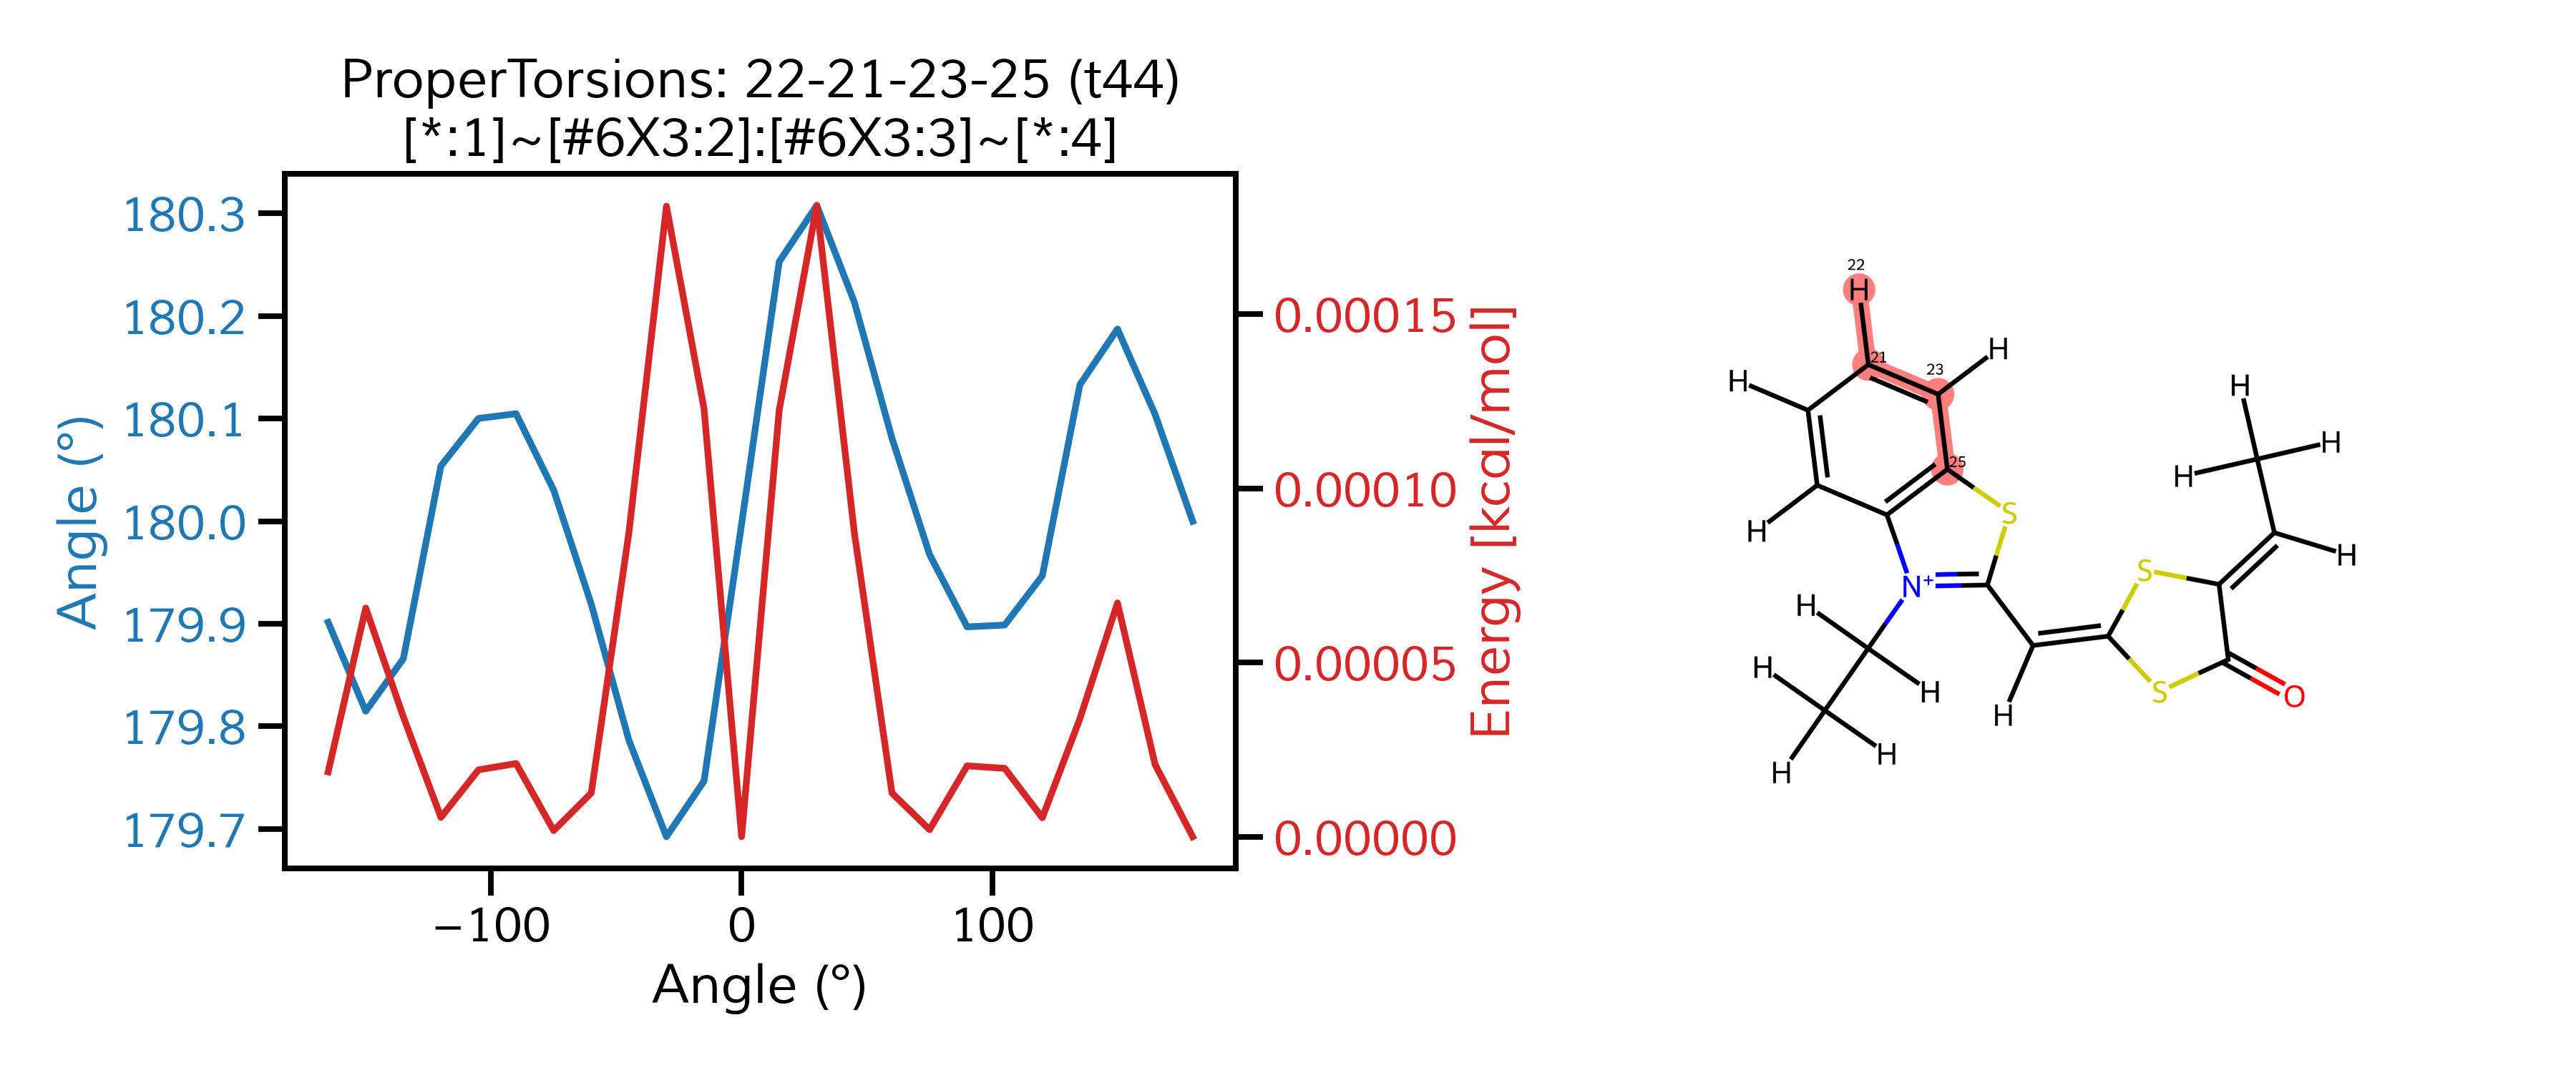 ProperTorsions: 22-21-23-25 (t44)
[*:1]~[#6X3:2]:[#6X3:3]~[*:4]
180.3
180.2
180.1
180.0
179.9
179.8
179.7
Angle (°)
0.00015
0.00010
0.00005
0.00000
Energy [kcal/mol]
−100
0
100
Angle (°)
22
H
21
23
H
H
25
H
S
H
H
H
H
N+
S
H
H
H
S
O
H
H
H